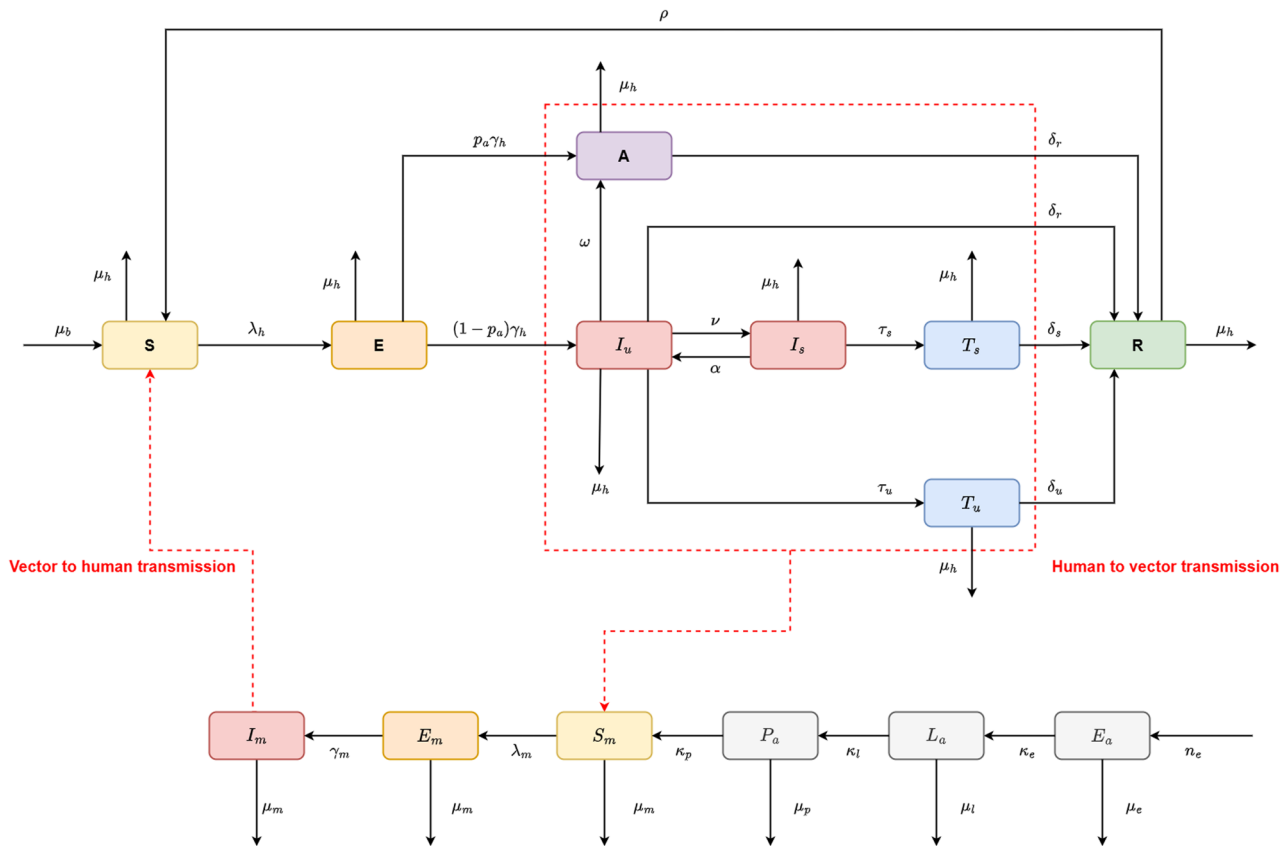 ρ
μ_h
p_aγ_h
A
δ_r
δ_r
ω
μ_h
μ_h
μ_h
μ_h
μ_b
S
λ_h
E
(1 − p_a)γ_h
I_u
ν
α
I_s
τ_s
T_s
δ_s
R
μ_h
μ_h
τ_u
T_u
δ_u
Vector to human transmission
μ_h
Human to vector transmission
I_m
γ_m
E_m
λ_m
S_m
κ_p
P_a
κ_l
L_a
κ_e
E_a
n_e
μ_m
μ_m
μ_m
μ_p
μ_l
μ_e